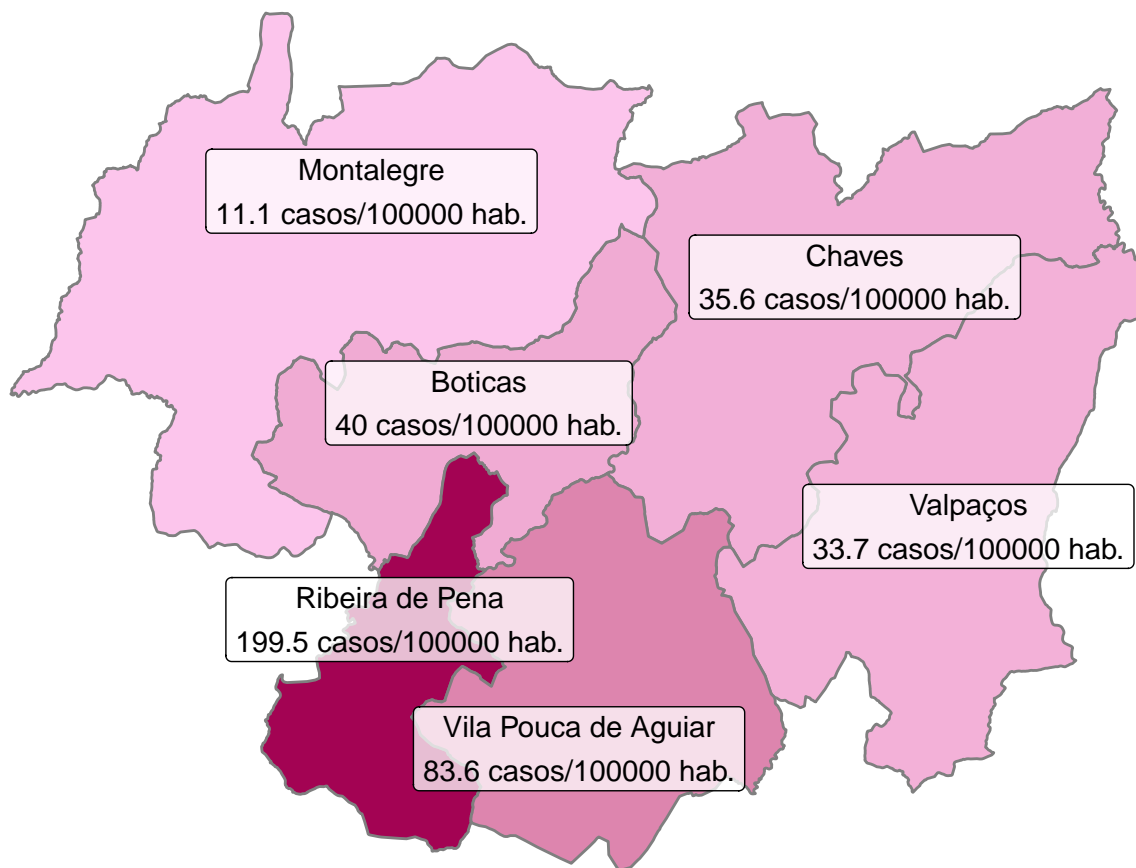 Montalegre
11.1 casos/100000 hab.
Chaves
35.6 casos/100000 hab.
Boticas
40 casos/100000 hab.
Valpaços
33.7 casos/100000 hab.
Ribeira de Pena
199.5 casos/100000 hab.
Vila Pouca de Aguiar
83.6 casos/100000 hab.